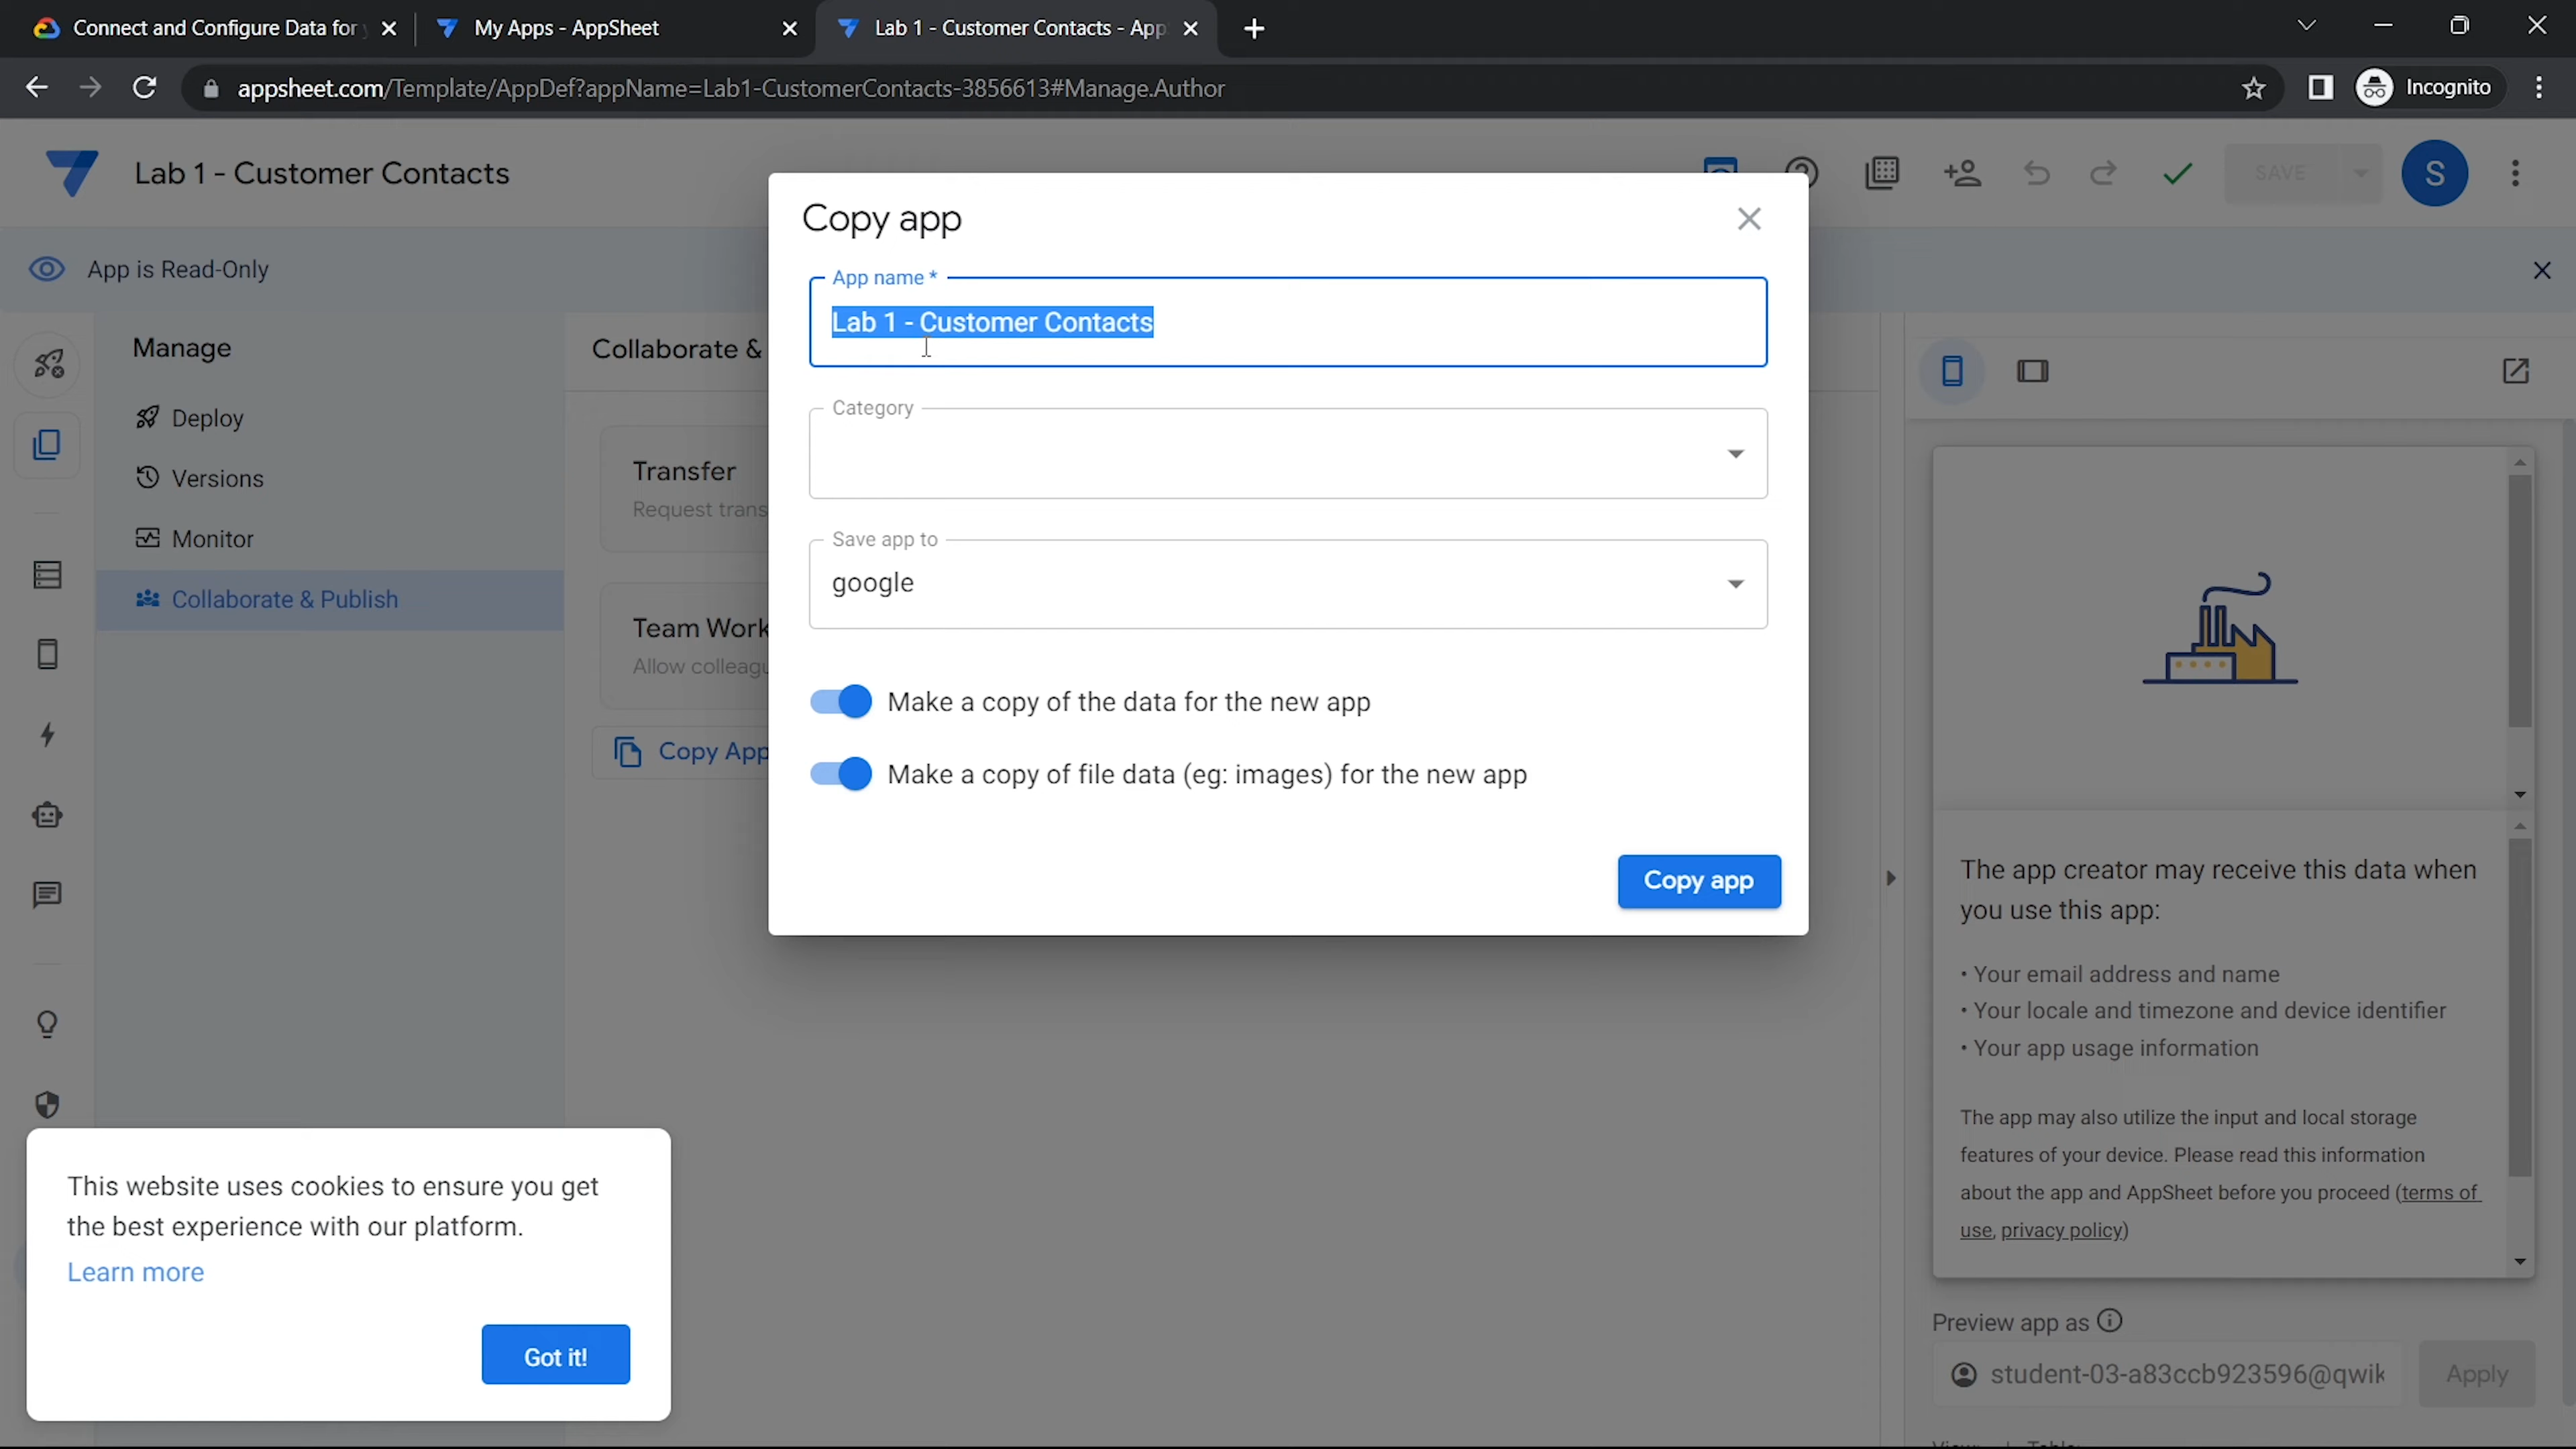 Connect and Configure Data for
My Apps - AppSheet
Lab 1 - Customer Contacts - App
appsheet.com/Template/AppDef?appName=Lab1-CustomerContacts-3856613#Manage.Author
Incognito
Lab 1 - Customer Contacts
SAVE
S
App is Read-Only
Manage
Deploy
Versions
Monitor
Collaborate & Publish
Collaborate &
Transfer
Request trans
Team Work
Allow colleagu
Copy App
Copy app
App name *
Lab 1 - Customer Contacts
Category
Save app to
google
Make a copy of the data for the new app
Make a copy of file data (eg: images) for the new app
Copy app
The app creator may receive this data when
you use this app:
• Your email address and name
• Your locale and timezone and device identifier
• Your app usage information
The app may also utilize the input and local storage
features of your device. Please read this information
about the app and AppSheet before you proceed (terms of
use, privacy policy)
Preview app as
student-03-a83ccb923596@qwik
Apply
This website uses cookies to ensure you get
the best experience with our platform.
Learn more
Got it!